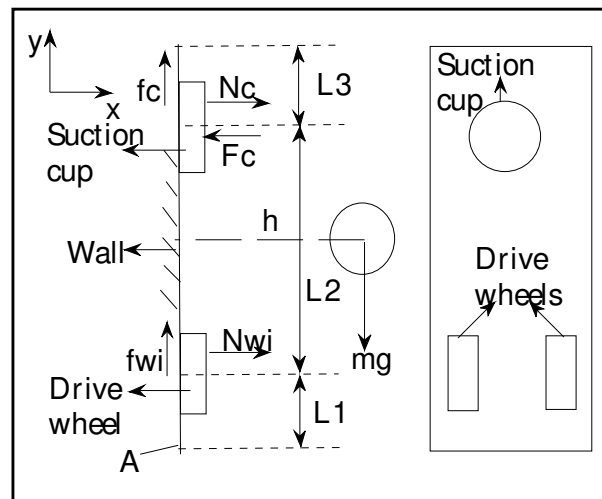 y
x
fc
Nc
L3
Suction
cup
Fc
Wall
h
L2
mg
fwi
Nwi
Drive
wheel
L1
A
Suction
cup
Drive
wheels